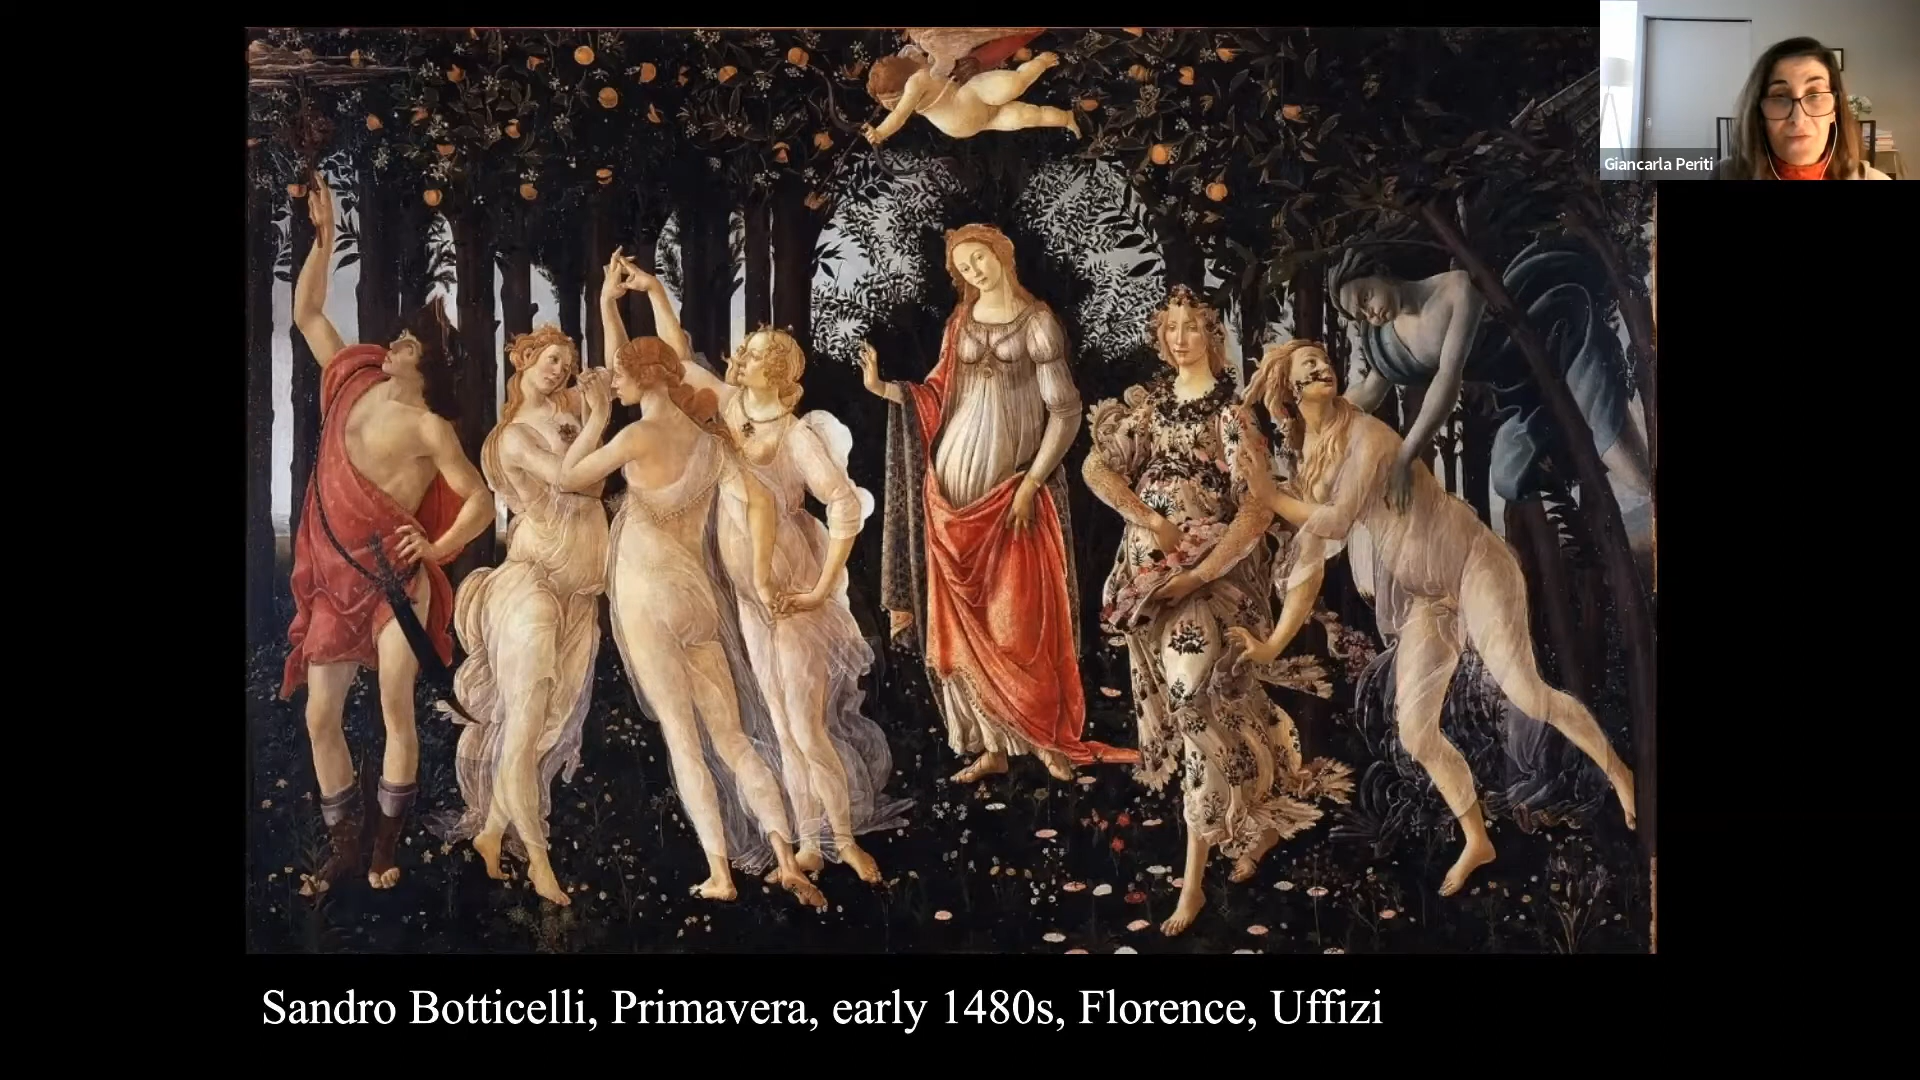 Giancarla Periti
Sandro Botticelli, Primavera, early 1480s, Florence, Uffizi